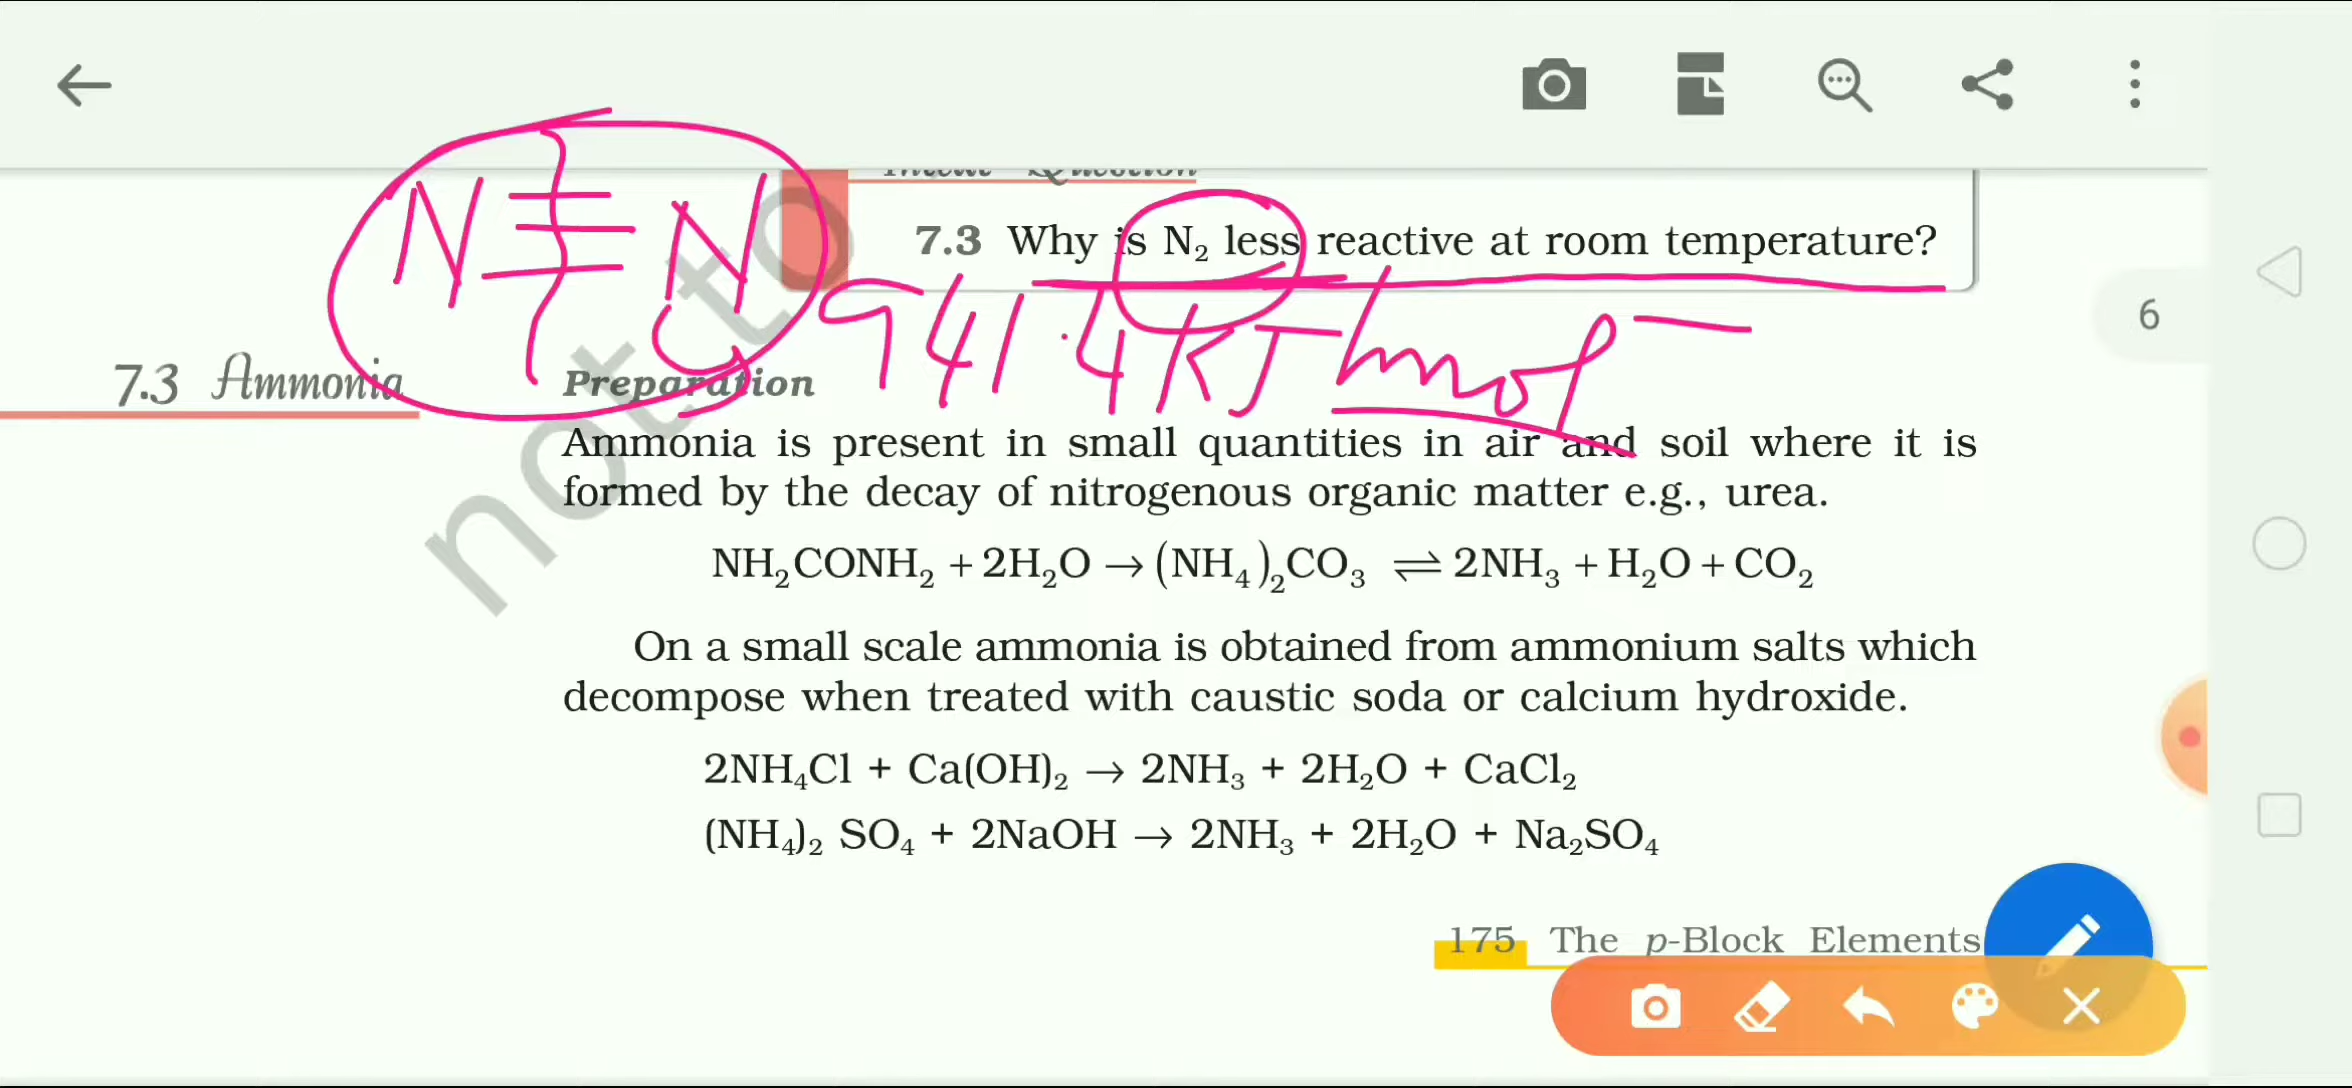 Intext Question
N≡N
7.3 Why is N₂ less reactive at room temperature?
941.4 kJ/mol
6
7.3 Ammonia
Preparation
Ammonia is present in small quantities in air and soil where it is
formed by the decay of nitrogenous organic matter e.g., urea.
NH₂CONH₂ + 2H₂O → (NH₄)₂CO₃ ⇌ 2NH₃ + H₂O + CO₂
On a small scale ammonia is obtained from ammonium salts which
decompose when treated with caustic soda or calcium hydroxide.
2NH₄Cl + Ca(OH)₂ → 2NH₃ + 2H₂O + CaCl₂
(NH₄)₂ SO₄ + 2NaOH → 2NH₃ + 2H₂O + Na₂SO₄
175 The p-Block Elements
not to